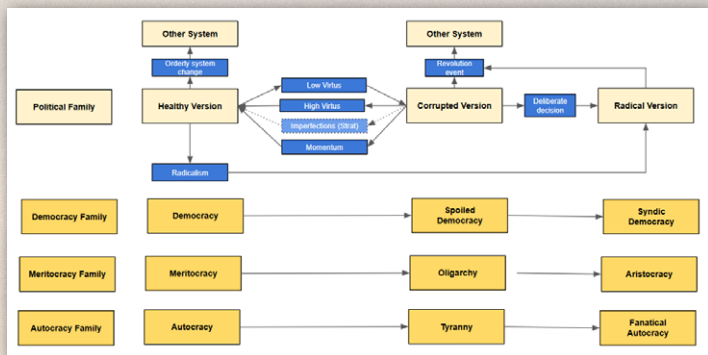 Other System
Other System
Orderly system
change
Revolution
event
Low Virtus
Political Family
Healthy Version
High Virtus
Corrupted Version
Deliberate
decision
Radical Version
Imperfections (Strat)
Momentum
Radicalism
Democracy Family
Democracy
Spoiled
Democracy
Syndic
Democracy
Meritocracy Family
Meritocracy
Oligarchy
Aristocracy
Autocracy Family
Autocracy
Tyranny
Fanatical
Autocracy